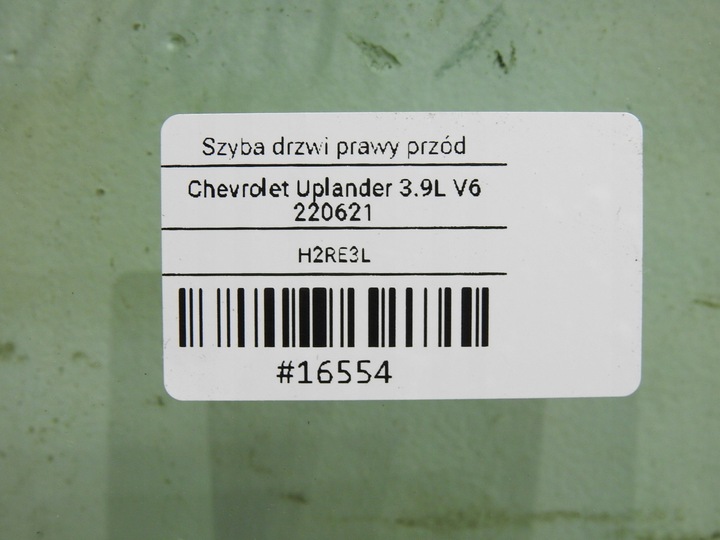 Szyba drzwi prawy przód
Chevrolet Uplander 3.9L V6
220621
H2RE3L
#16554